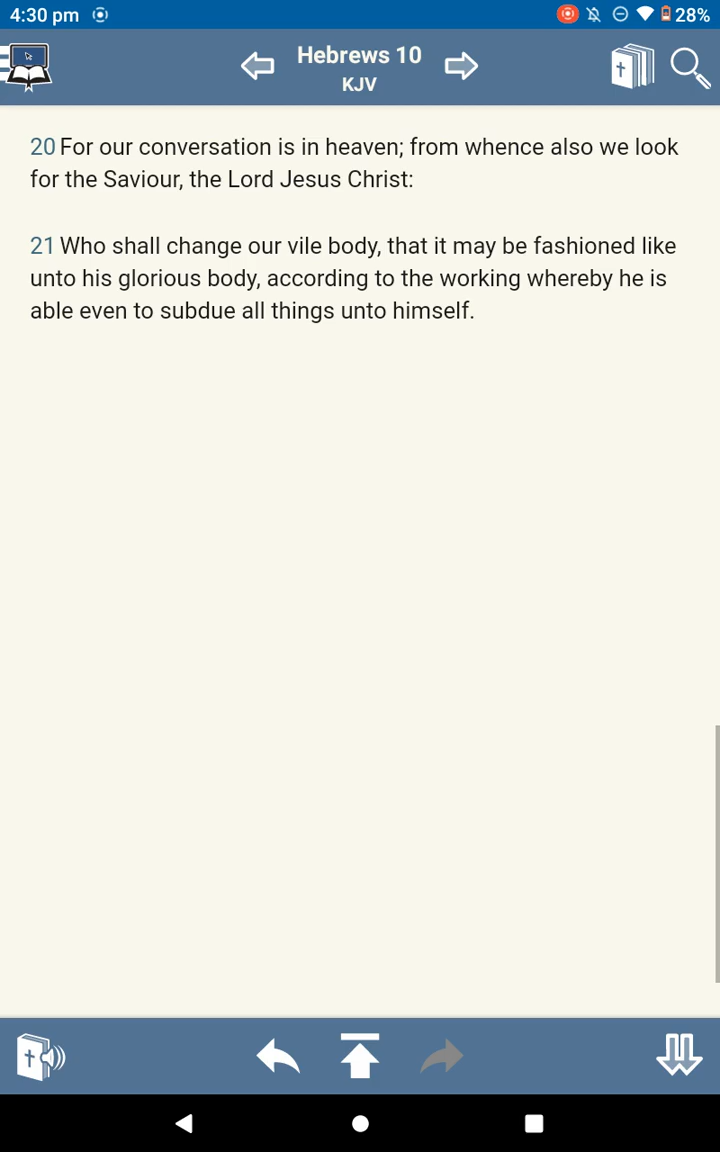 4:30 pm
28%
Hebrews 10
KJV
20 For our conversation is in heaven; from whence also we look
for the Saviour, the Lord Jesus Christ:
21 Who shall change our vile body, that it may be fashioned like
unto his glorious body, according to the working whereby he is
able even to subdue all things unto himself.